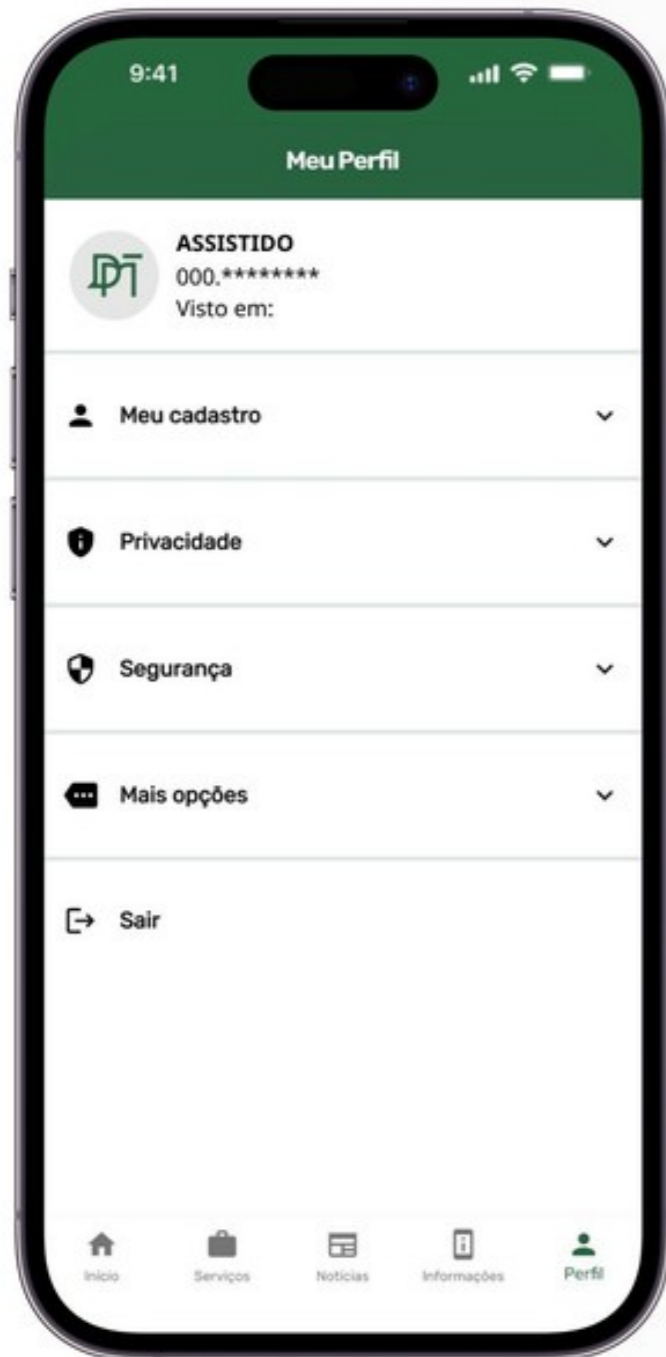 9:41
Meu Perfil
ASSISTIDO
000.********
Visto em:
Meu cadastro
Privacidade
Segurança
Mais opções
Sair
Início
Serviços
Notícias
Informações
Perfil